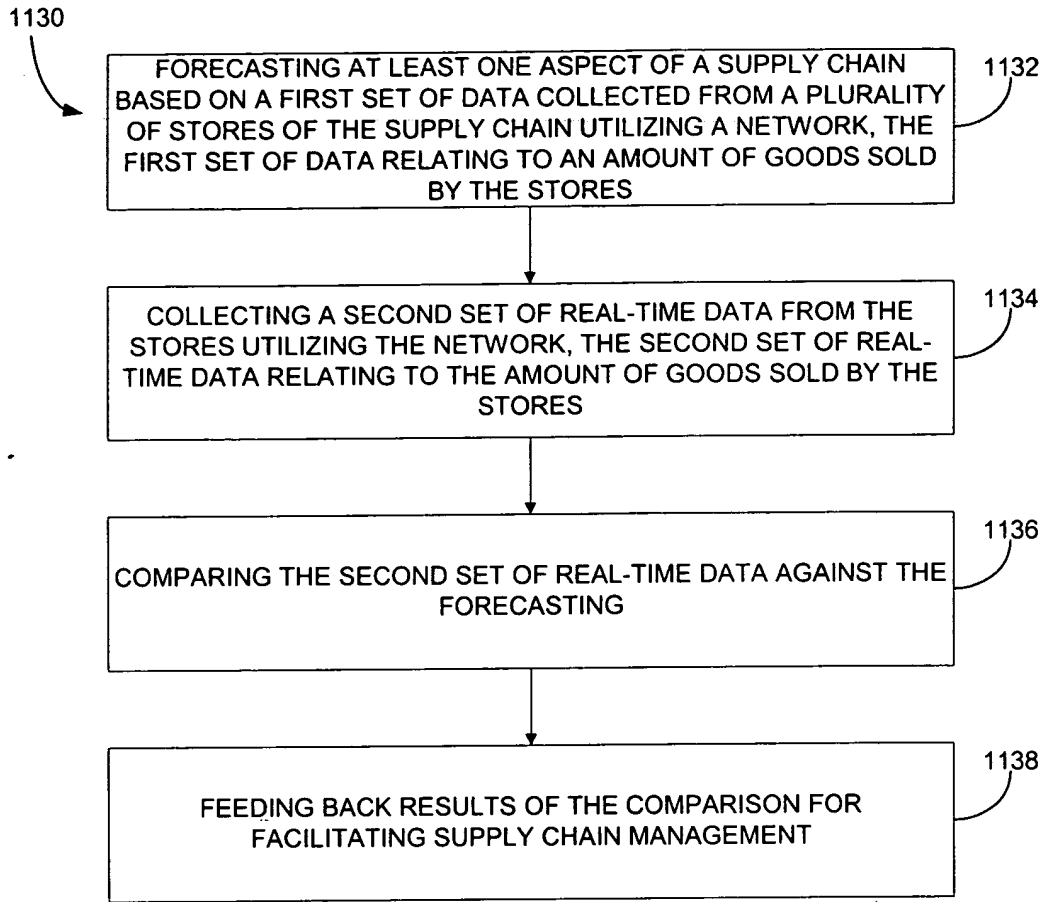 1130
FORECASTING AT LEAST ONE ASPECT OF A SUPPLY CHAIN
BASED ON A FIRST SET OF DATA COLLECTED FROM A PLURALITY
OF STORES OF THE SUPPLY CHAIN UTILIZING A NETWORK, THE
FIRST SET OF DATA RELATING TO AN AMOUNT OF GOODS SOLD
BY THE STORES
1132
COLLECTING A SECOND SET OF REAL-TIME DATA FROM THE
STORES UTILIZING THE NETWORK, THE SECOND SET OF REAL-
TIME DATA RELATING TO THE AMOUNT OF GOODS SOLD BY THE
STORES
1134
COMPARING THE SECOND SET OF REAL-TIME DATA AGAINST THE
FORECASTING
1136
FEEDING BACK RESULTS OF THE COMPARISON FOR
FACILITATING SUPPLY CHAIN MANAGEMENT
1138